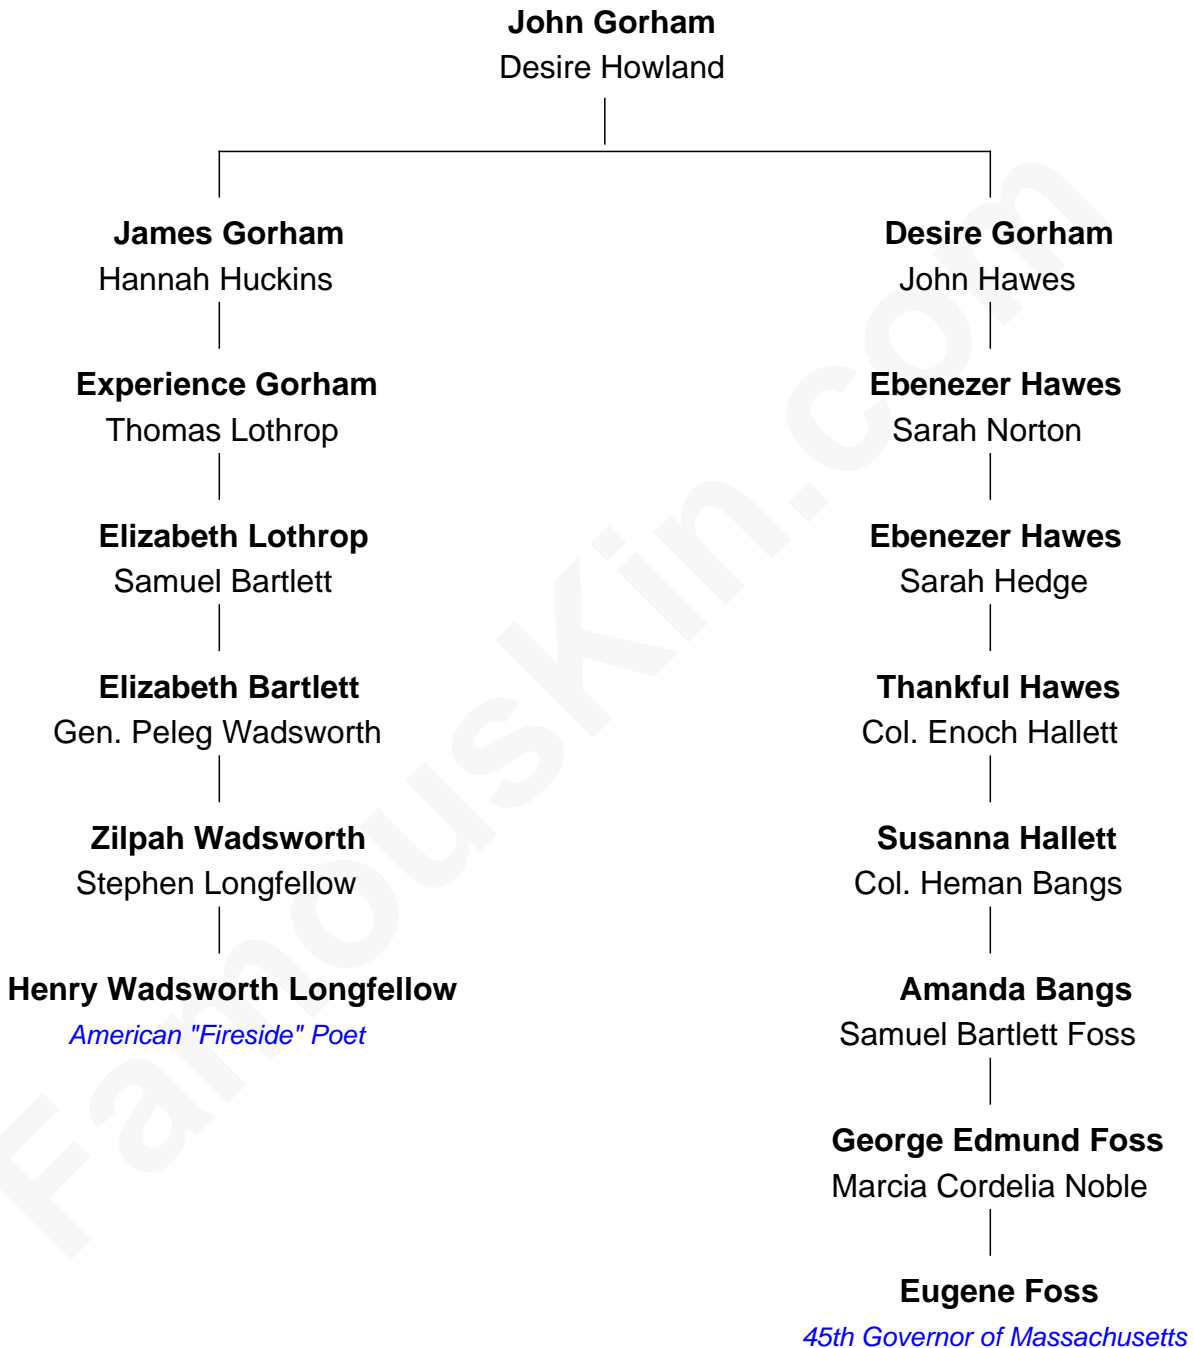 John Gorham
Desire Howland
James Gorham
Hannah Huckins
Experience Gorham
Thomas Lothrop
Elizabeth Lothrop
Samuel Bartlett
Elizabeth Bartlett
Gen. Peleg Wadsworth
Zilpah Wadsworth
Stephen Longfellow
Henry Wadsworth Longfellow
American "Fireside" Poet
Desire Gorham
John Hawes
Ebenezer Hawes
Sarah Norton
Ebenezer Hawes
Sarah Hedge
Thankful Hawes
Col. Enoch Hallett
Susanna Hallett
Col. Heman Bangs
Amanda Bangs
Samuel Bartlett Foss
George Edmund Foss
Marcia Cordelia Noble
Eugene Foss
45th Governor of Massachusetts
FamousKin.com